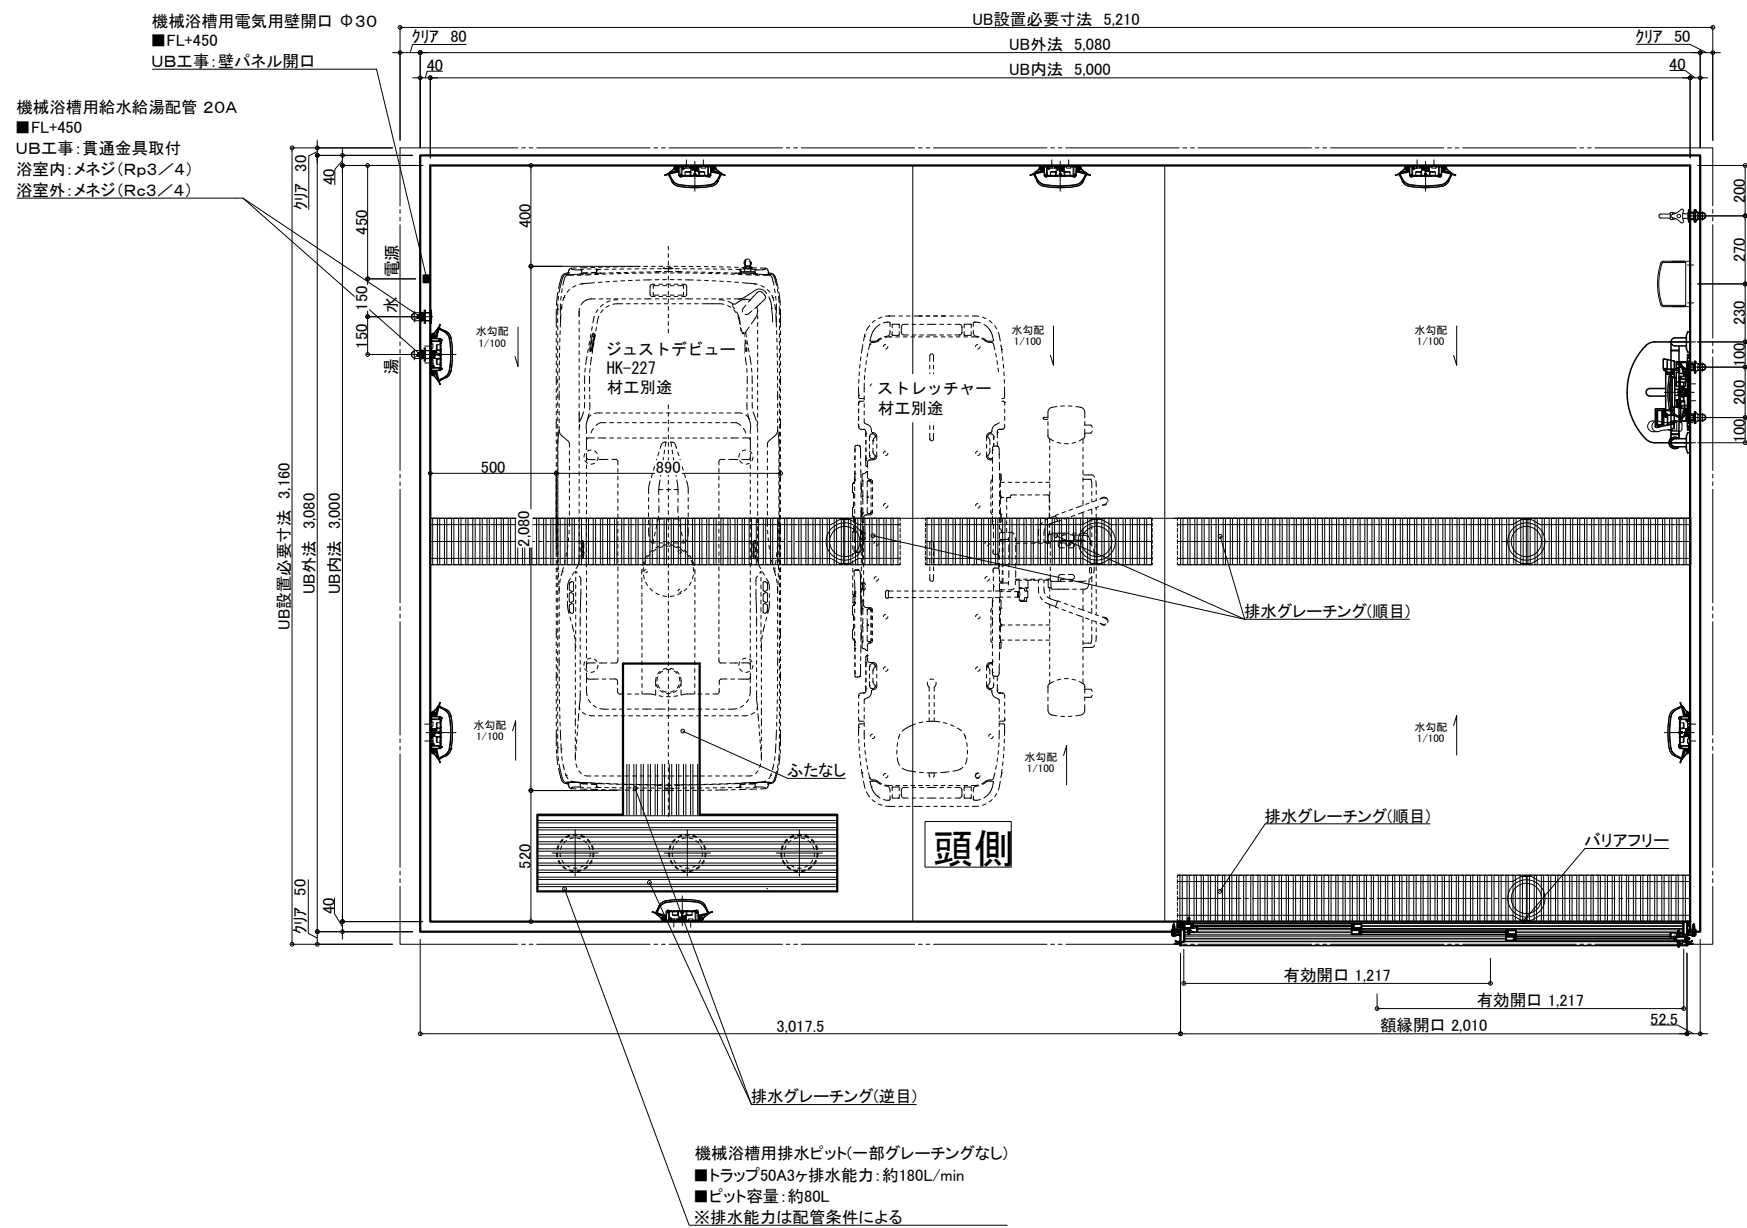 機械浴槽用電気用壁開口 Φ30
■FL+450
UB工事:壁パネル開口
機械浴槽用給水給湯配管 20A
■FL+450
UB工事:貫通金具取付
浴室内:メネジ(Rp3／4)
浴室外:メネジ(Rc3／4)
UB設置必要寸法 5,210
クリア 80
UB外法 5,080
クリア 50
40
UB内法 5,000
40
クリア 30
40
450
電源
150
水
150
湯
UB設置必要寸法 3,160
UB外法 3,080
UB内法 3,000
クリア 50
40
400
500
890
2,080
520
水勾配
1/100
ジュストデビュー
HK-227
材工別途
ストレッチャー
材工別途
水勾配
1/100
水勾配
1/100
200
270
230
100
200
100
排水グレーチング(順目)
水勾配
1/100
ふたなし
水勾配
1/100
水勾配
1/100
頭側
排水グレーチング(順目)
バリアフリー
有効開口 1,217
有効開口 1,217
3,017.5
額縁開口 2,010
52.5
排水グレーチング(逆目)
機械浴槽用排水ピット(一部グレーチングなし)
■トラップ50A3ヶ排水能力:約180L/min
■ピット容量:約80L
※排水能力は配管条件による